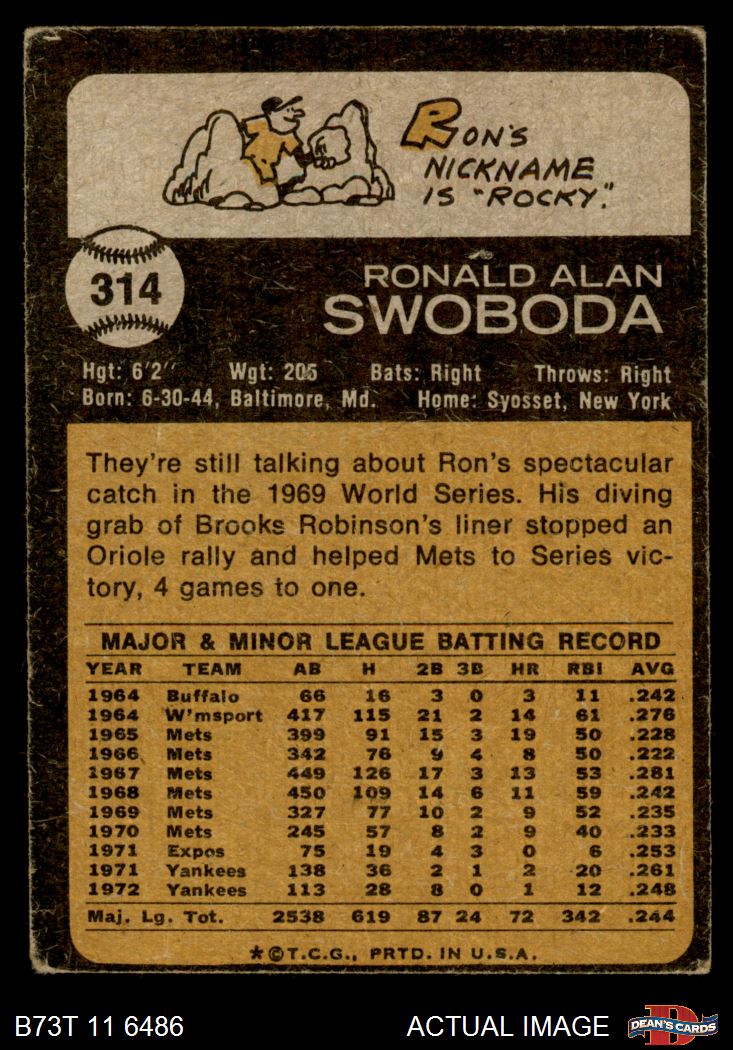 RON'S
NICKNAME
IS "ROCKY."
314
RONALD ALAN
SWOBODA
Hgt: 6'2" Wgt: 205 Bats: Right Throws: Right
Born: 6-30-44, Baltimore, Md. Home: Syosset, New York
They're still talking about Ron's spectacular
catch in the 1969 World Series. His diving
grab of Brooks Robinson's liner stopped an
Oriole rally and helped Mets to Series vic-
tory, 4 games to one.
MAJOR & MINOR LEAGUE BATTING RECORD
YEAR TEAM AB H 2B 3B HR RBI AVG
1964 Buffalo 66 16 3 0 3 11 .242
1964 W'msport 417 115 21 2 14 61 .276
1965 Mets 399 91 15 3 19 50 .228
1966 Mets 342 76 9 4 8 50 .222
1967 Mets 449 126 17 3 13 53 .281
1968 Mets 450 109 14 6 11 59 .242
1969 Mets 327 77 10 2 9 52 .235
1970 Mets 245 57 8 2 9 40 .233
1971 Expos 75 19 4 3 0 6 .253
1971 Yankees 138 36 2 1 2 20 .261
1972 Yankees 113 28 8 0 1 12 .248
Maj. Lg. Tot. 2538 619 87 24 72 342 .244
*©T.C.G., PRTD. IN U.S.A.
B73T 11 6486 ACTUAL IMAGE DEAN'S CARDS